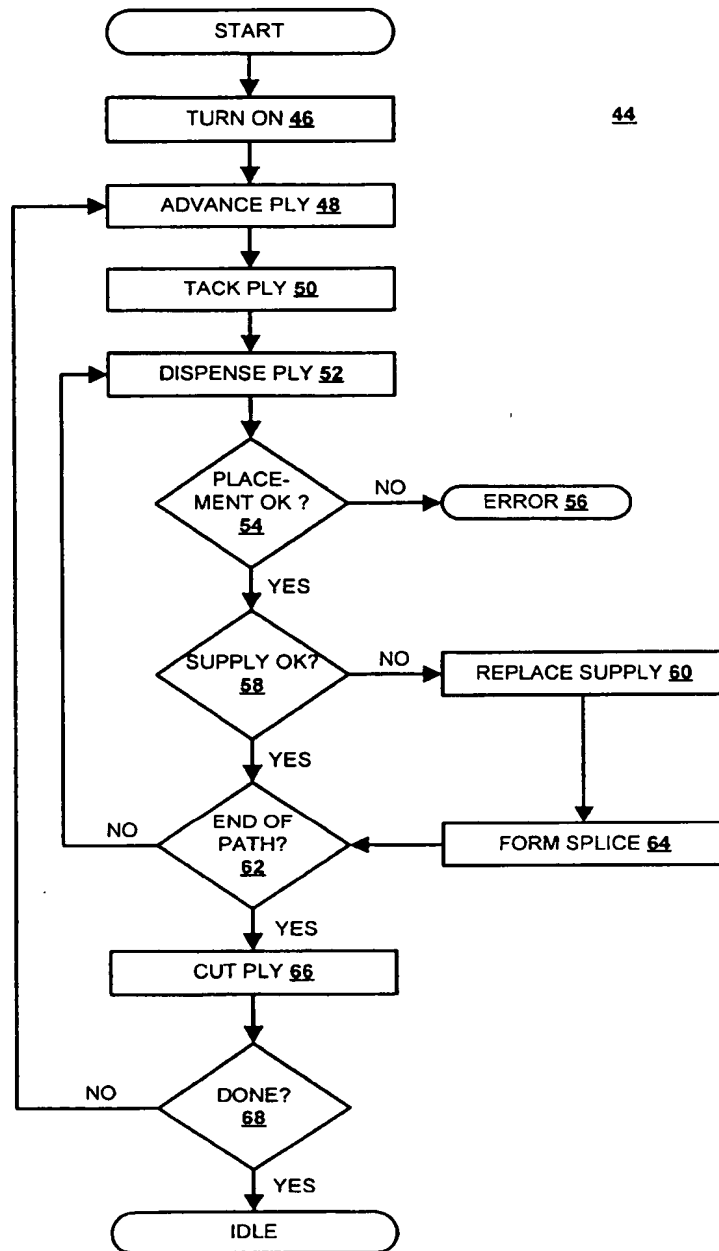 START
TURN ON 46
44
ADVANCE PLY 48
TACK PLY 50
DISPENSE PLY 52
PLACE-
MENT OK ?
54
NO
ERROR 56
YES
SUPPLY OK?
58
NO
REPLACE SUPPLY 60
YES
END OF
PATH?
62
NO
FORM SPLICE 64
YES
CUT PLY 66
DONE?
68
NO
YES
IDLE